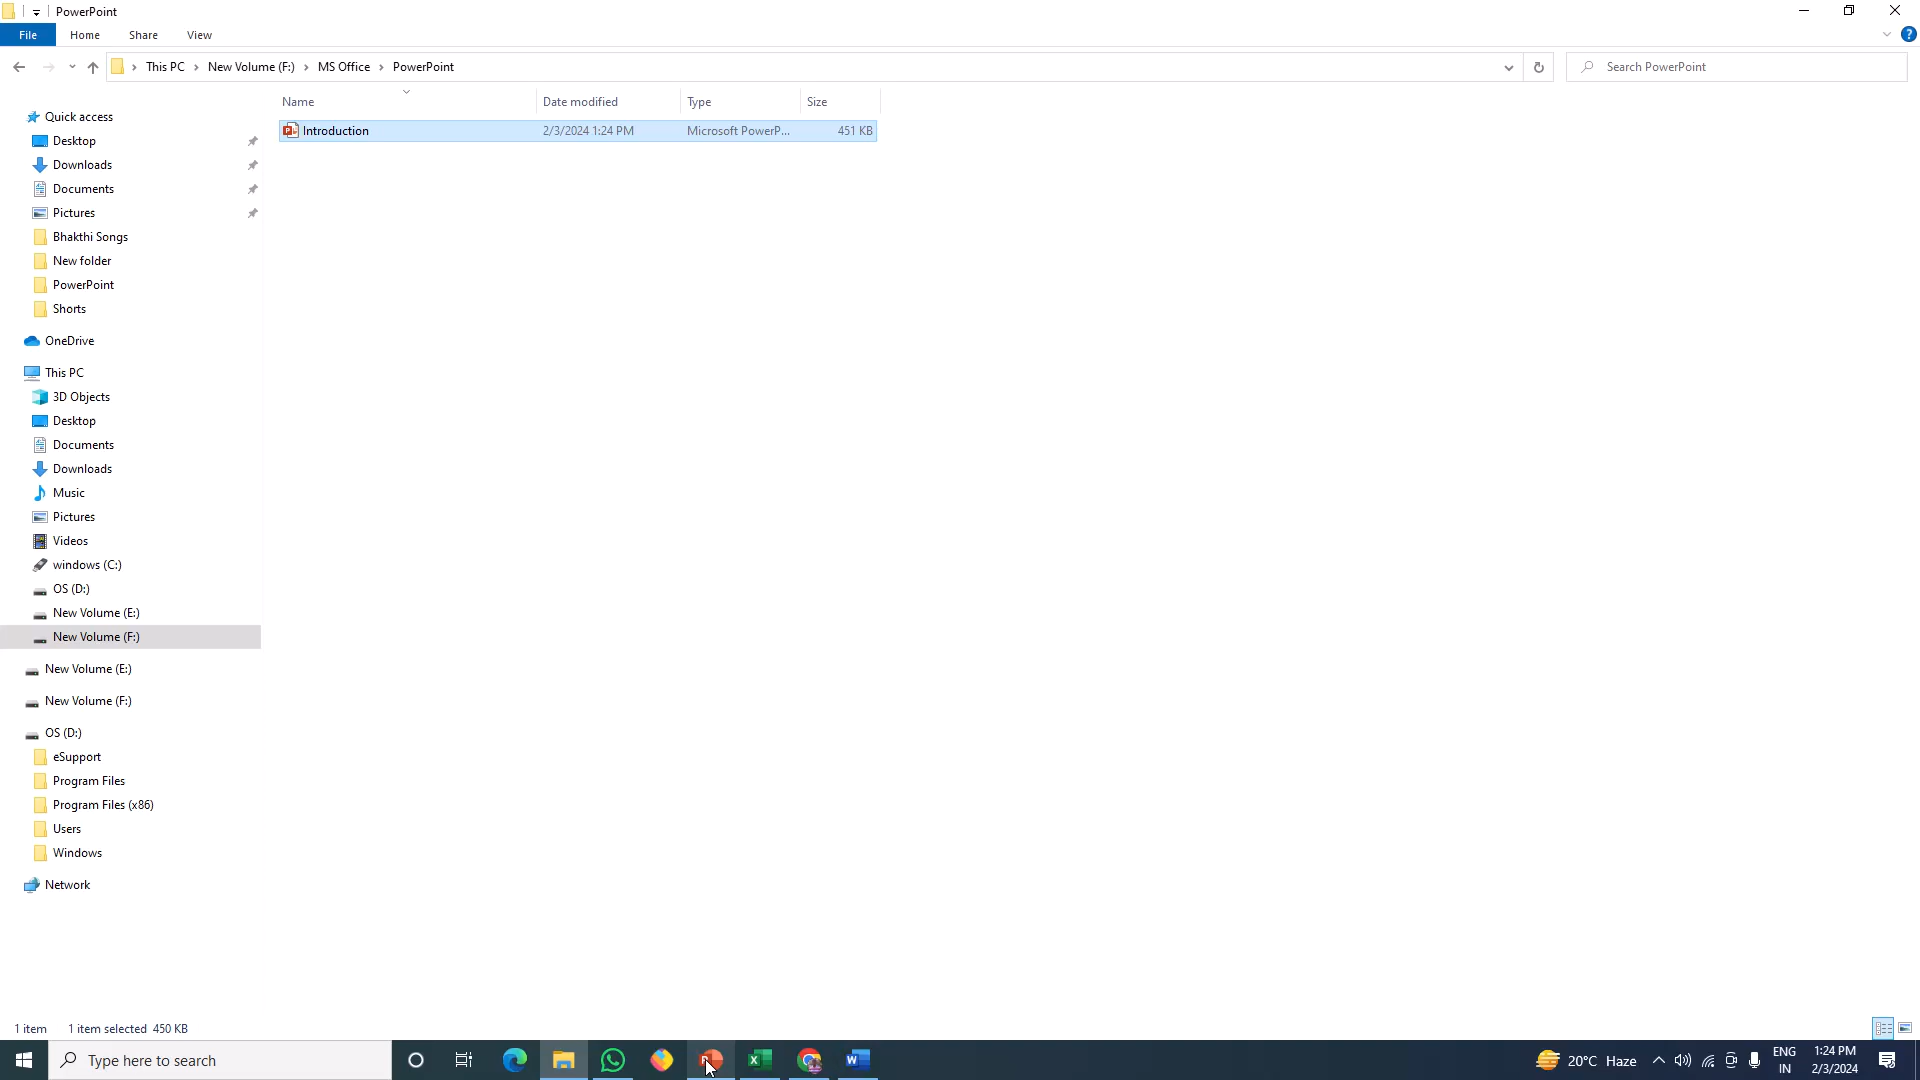 PowerPoint
File Home Share View
This PC New Volume (F:) MS Office PowerPoint Search PowerPoint
Name Date modified Type Size
Introduction 2/3/2024 1:24 PM Microsoft PowerP... 451 KB
Quick access
Desktop
Downloads
Documents
Pictures
Bhakthi Songs
New folder
PowerPoint
Shorts
OneDrive
This PC
3D Objects
Desktop
Documents
Downloads
Music
Pictures
Videos
windows (C:)
OS (D:)
New Volume (E:)
New Volume (F:)
New Volume (E:)
New Volume (F:)
OS (D:)
eSupport
Program Files
Program Files (x86)
Users
Windows
Network
1 item 1 item selected 450 KB
Type here to search
20°C Haze
ENG
IN
1:24 PM
2/3/2024